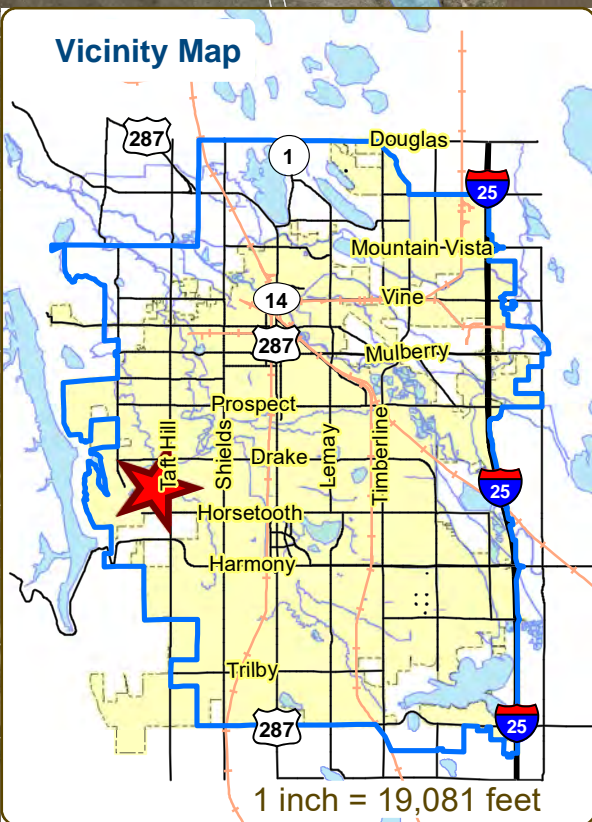 Vicinity Map
287
1
Douglas
25
Mountain Vista
14
Vine
287
Mulberry
Prospect
Taft Hill
Shields
Lemay
Timberline
Drake
25
Horsetooth
Harmony
Trilby
287
25
1 inch = 19,081 feet